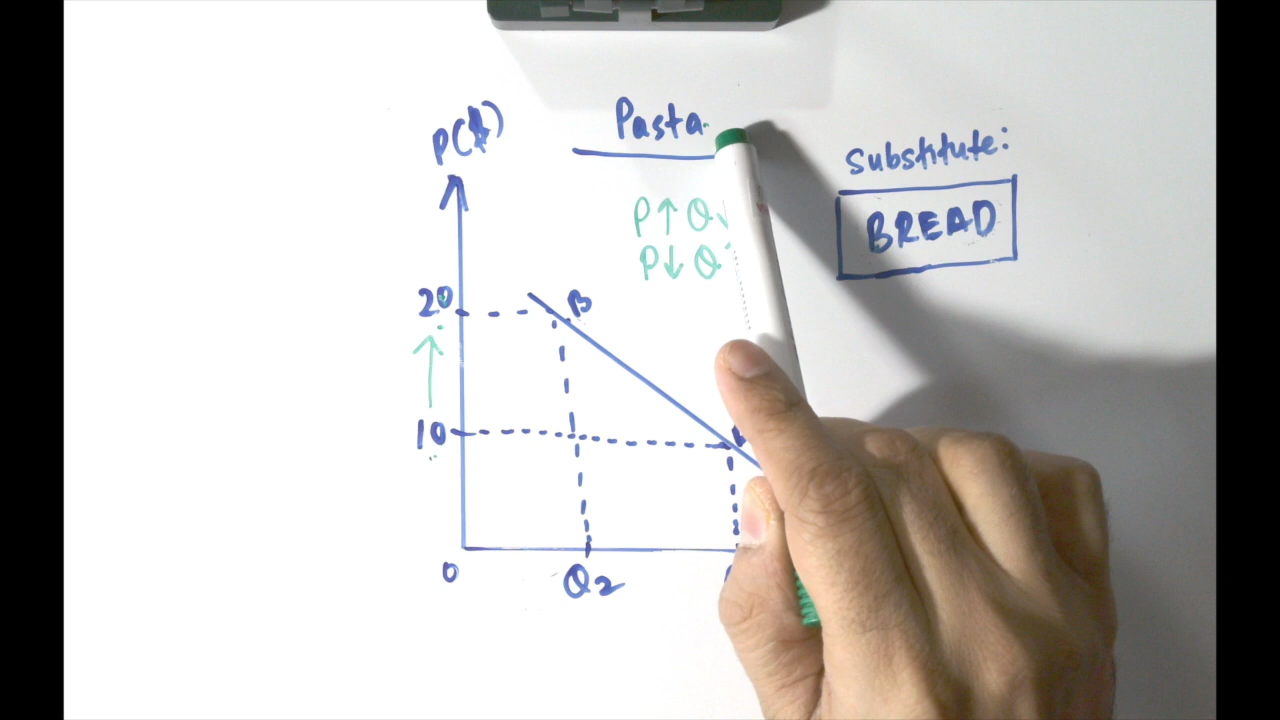 Pasta
P($)
Substitute:
BREAD
P↑ Q
P↓ Q
20
B
10
0
Q2